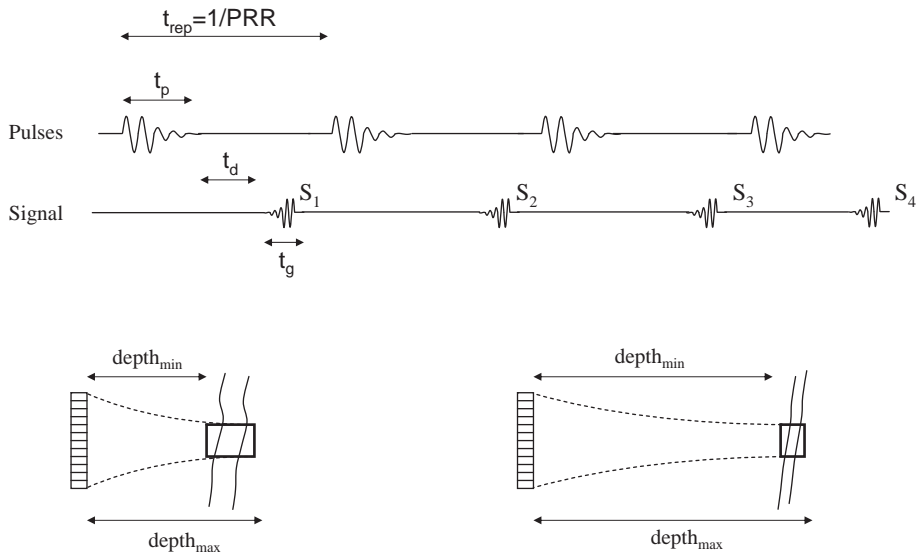 t_rep=1/PRR
t_p
Pulses
t_d
Signal
S_1
S_2
S_3
S_4
t_g
depth_min
depth_min
depth_max
depth_max